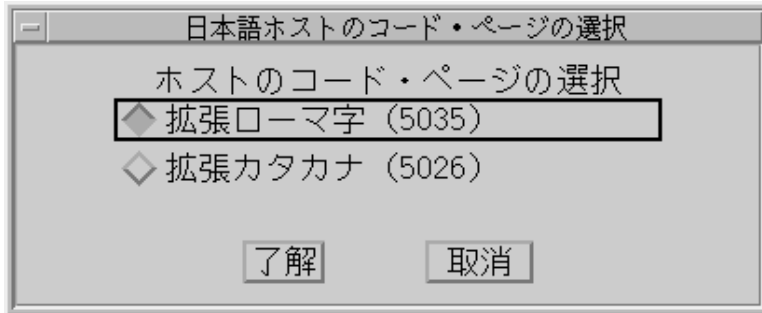 日本語ホストのコード・ページの選択
ホストのコード・ページの選択
拡張ローマ字 (5035)
拡張カタカナ (5026)
了解 取消